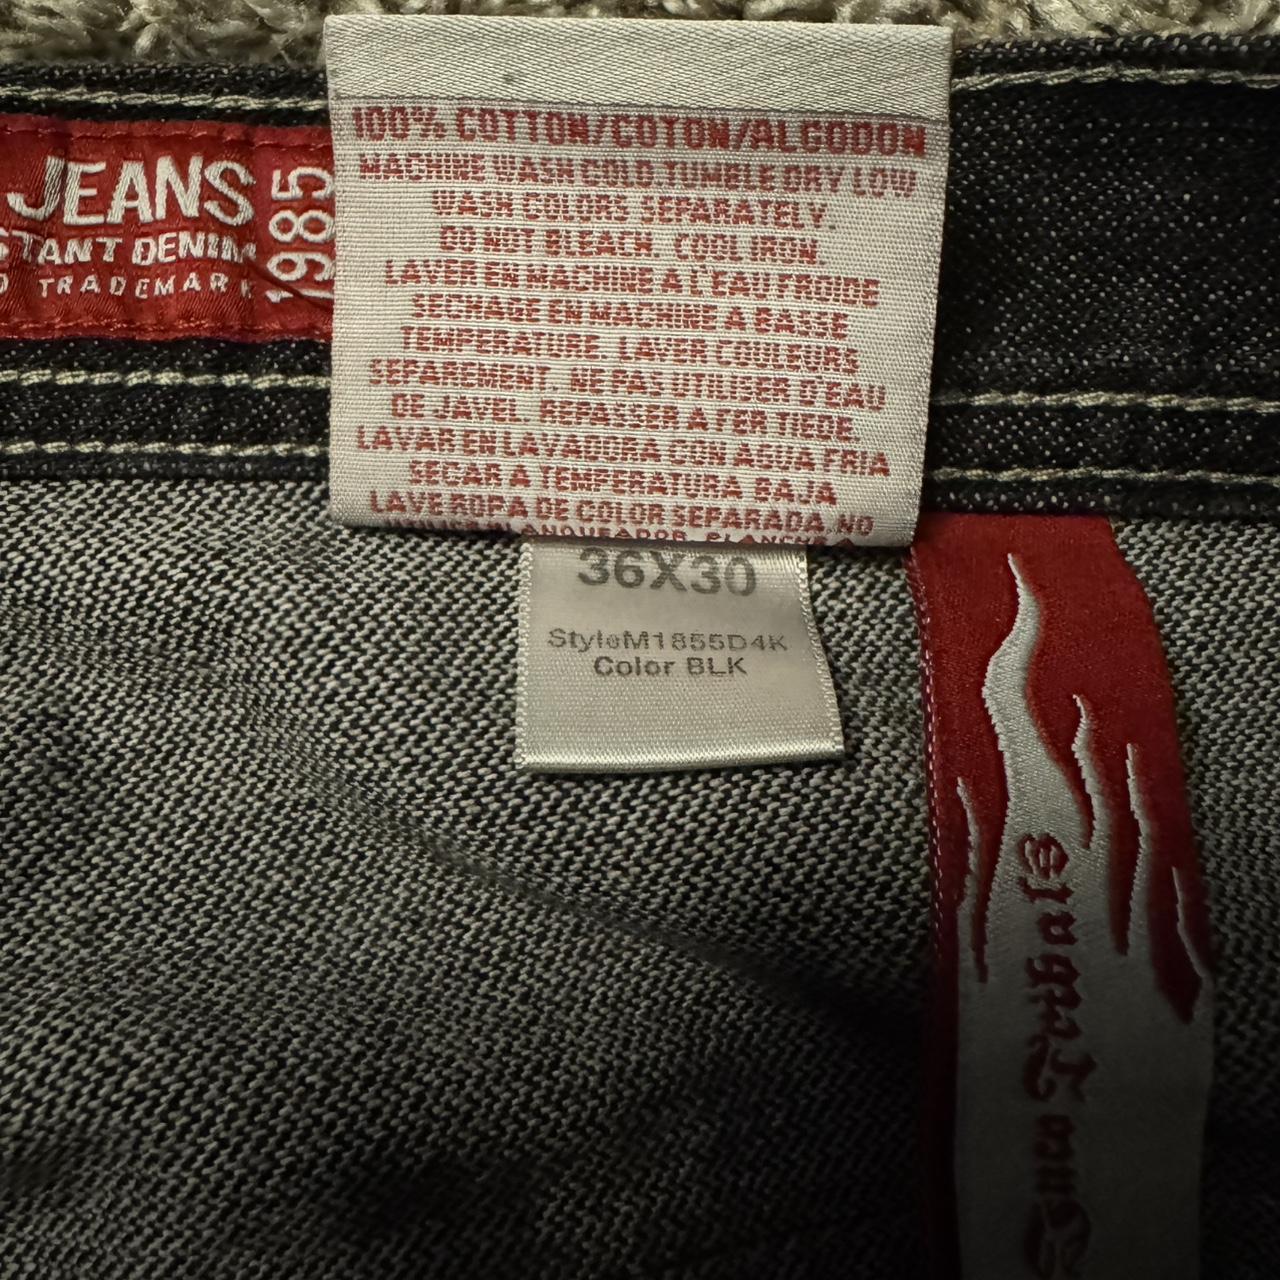 JEANS
TANT DENIM
TRADEMARK
1985
100% COTTON/COTON/ALGODON
MACHINE WASH COLD.TUMBLE DRY LOW
WASH COLORS SEPARATELY.
DO NOT BLEACH. COOL IRON.
LAVER EN MACHINE A L'EAU FROIDE
SECHAGE EN MACHINE A BASSE
TEMPERATURE. LAVER COULEURS
SEPAREMENT. NE PAS UTILISER D'EAU
DE JAVEL. REPASSER A FER TIEDE.
LAVAR EN LAVADORA CON AGUA FRIA
SECAR A TEMPERATURA BAJA
LAVE ROPA DE COLOR SEPARADA. NO
36X30
StyleM1855D4K
Color BLK